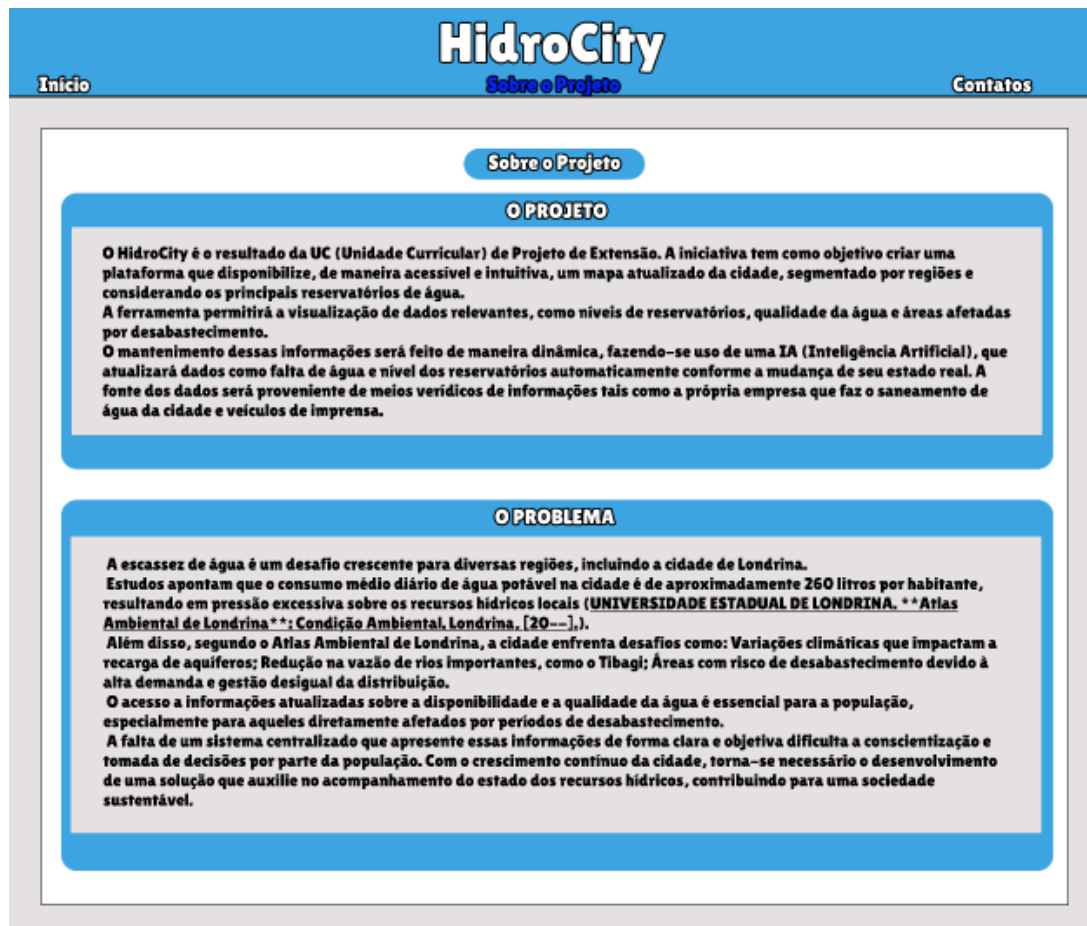 HidroCity
Início
Sobre o Projeto
Contatos
Sobre o Projeto
O PROJETO
O HidroCity é o resultado da UC (Unidade Curricular) de Projeto de Extensão. A iniciativa tem como objetivo criar uma
plataforma que disponibilize, de maneira acessível e intuitiva, um mapa atualizado da cidade, segmentado por regiões e
considerando os principais reservatórios de água.
A ferramenta permitirá a visualização de dados relevantes, como níveis de reservatórios, qualidade da água e áreas afetadas
por desabastecimento.
O mantenimento dessas informações será feito de maneira dinâmica, fazendo-se uso de uma IA (Inteligência Artificial), que
atualizará dados como falta de água e nível dos reservatórios automaticamente conforme a mudança de seu estado real. A
fonte dos dados será proveniente de meios verídicos de informações tais como a própria empresa que faz o saneamento de
água da cidade e veículos de imprensa.
O PROBLEMA
A escassez de água é um desafio crescente para diversas regiões, incluindo a cidade de Londrina.
Estudos apontam que o consumo médio diário de água potável na cidade é de aproximadamente 260 litros por habitante,
resultando em pressão excessiva sobre os recursos hídricos locais (UNIVERSIDADE ESTADUAL DE LONDRINA. **Atlas
Ambiental de Londrina**: Condição Ambiental. Londrina, [20--].).
Além disso, segundo o Atlas Ambiental de Londrina, a cidade enfrenta desafios como: Variações climáticas que impactam a
recarga de aquíferos; Redução na vazão de rios importantes, como o Tibagi; Áreas com risco de desabastecimento devido à
alta demanda e gestão desigual da distribuição.
O acesso a informações atualizadas sobre a disponibilidade e a qualidade da água é essencial para a população,
especialmente para aqueles diretamente afetados por períodos de desabastecimento.
A falta de um sistema centralizado que apresente essas informações de forma clara e objetiva dificulta a conscientização e
tomada de decisões por parte da população. Com o crescimento contínuo da cidade, torna-se necessário o desenvolvimento
de uma solução que auxilie no acompanhamento do estado dos recursos hídricos, contribuindo para uma sociedade
sustentável.